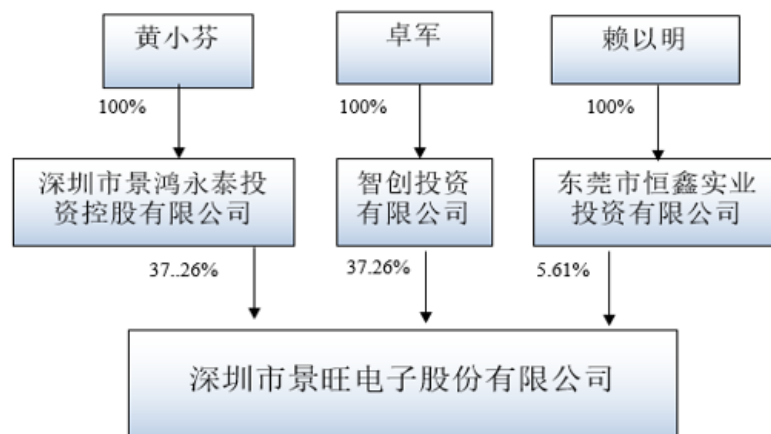 黄小芬
卓军
赖以明
100%
100%
100%
深圳市景鸿永泰投
资控股有限公司
智创投资
有限公司
东莞市恒鑫实业
投资有限公司
37..26%
37.26%
5.61%
深圳市景旺电子股份有限公司